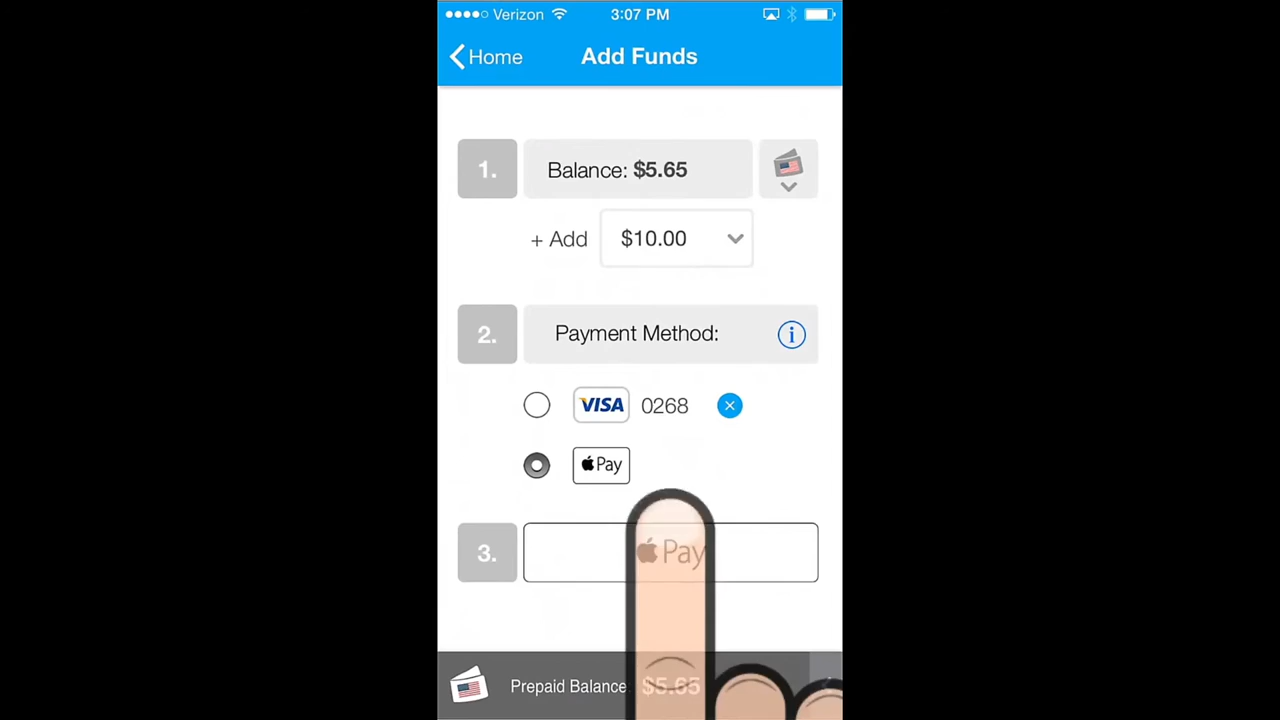 Verizon 3:07 PM
Home Add Funds
1. Balance: $5.65
+ Add $10.00
2. Payment Method:
VISA 0268
Pay
3. Pay
Prepaid Balance $5.65